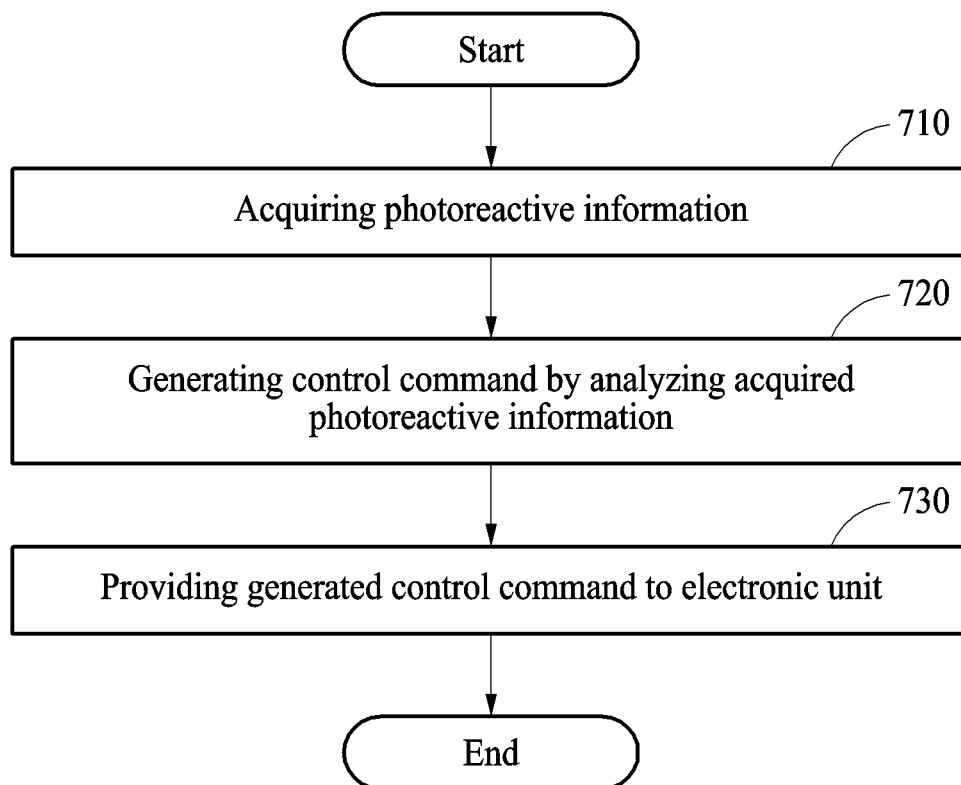 Start
710
Acquiring photoreactive information
720
Generating control command by analyzing acquired
photoreactive information
730
Providing generated control command to electronic unit
End